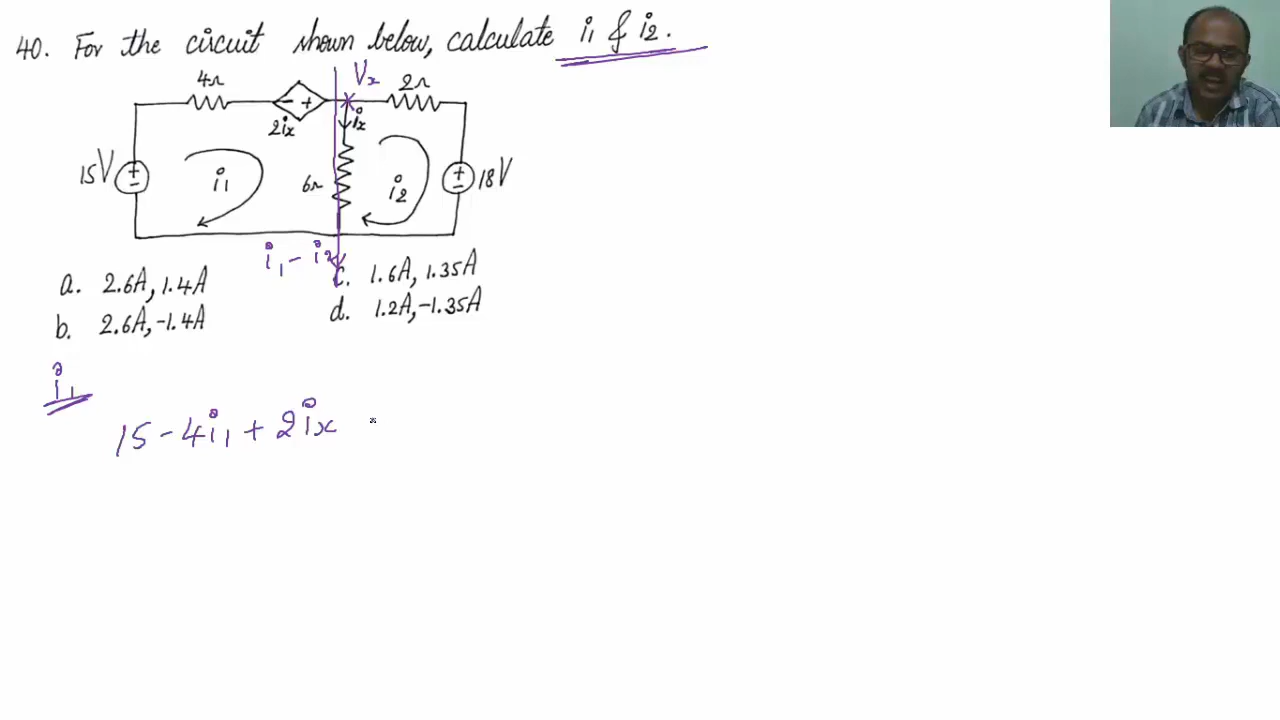 40. For the circuit shown below, calculate i1 & i2.
4Ω
Vx
2Ω
- +
2ix
ix
15V
+
-
i1
6Ω
i2
+
-
18V
i1 - i2
a. 2.6A, 1.4A
c. 1.6A, 1.35A
b. 2.6A, -1.4A
d. 1.2A, -1.35A
i1
15 - 4i1 + 2ix